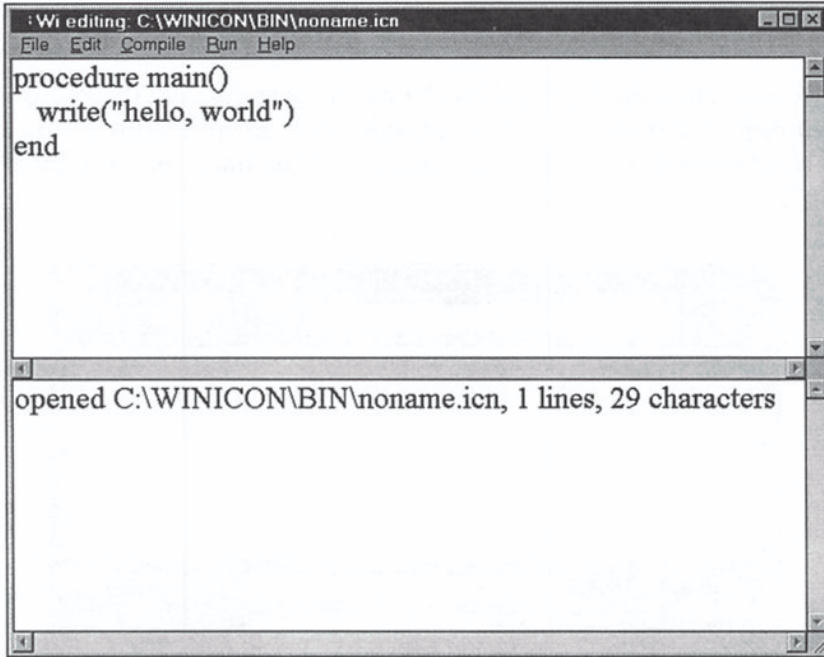 Wi editing: C:\WINICON\BIN\noname.icn
File Edit Compile Run Help
procedure main()
write("hello, world")
end
opened C:\WINICON\BIN\noname.icn, 1 lines, 29 characters